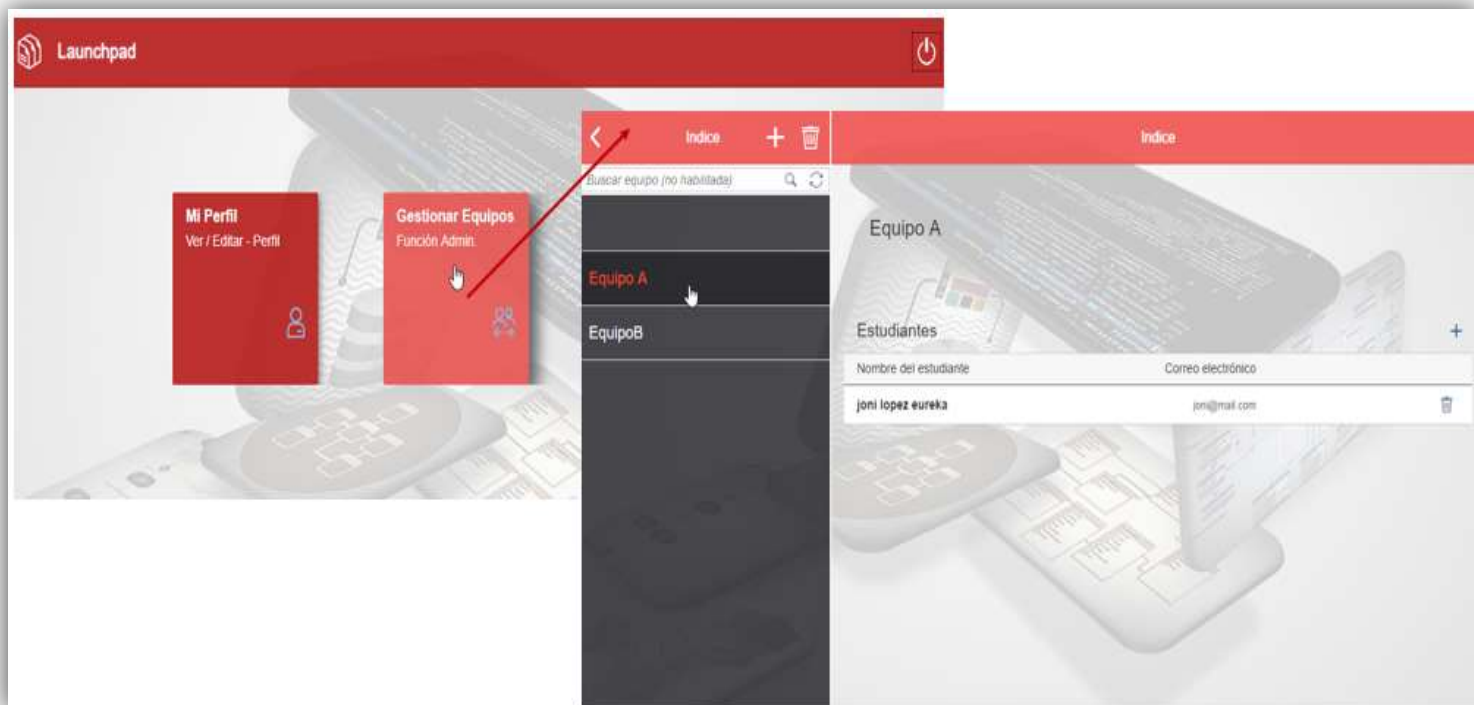 Launchpad
Mi Perfil
Ver / Editar - Perfil
Gestionar Equipos
Función Admin.
Indice
Buscar equipo (no habilitada)
Equipo A
EquipoB
Indice
Equipo A
Estudiantes
Nombre del estudiante Correo electrónico
joni lopez eureka joni@mail.com